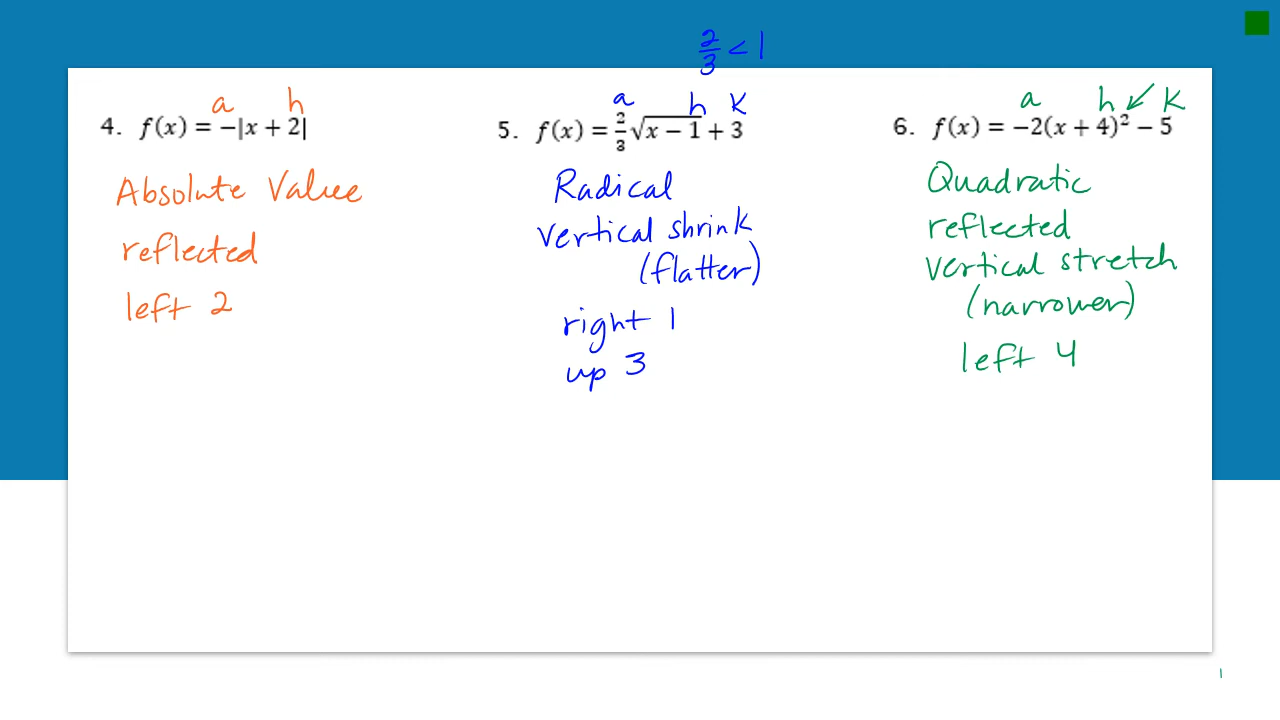 2/3 < 1
a h
4. f(x) = −|x + 2|
Absolute Value
reflected
left 2
a h k
5. f(x) = 2/3 √(x − 1) + 3
Radical
vertical shrink
(flatter)
right 1
up 3
a h ↙ k
6. f(x) = −2(x + 4)² − 5
Quadratic
reflected
vertical stretch
(narrower)
left 4
1